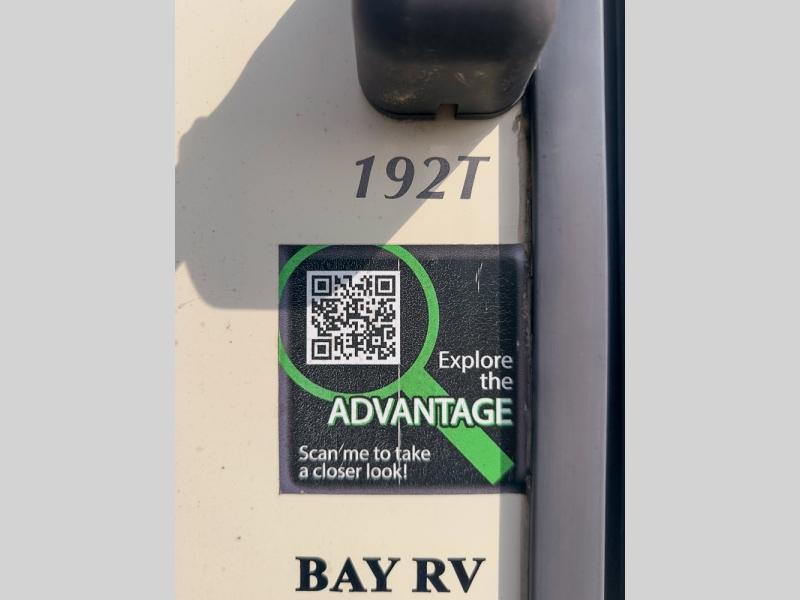 192T
Explore
the
ADVANTAGE
Scan me to take
a closer look!
BAY RV